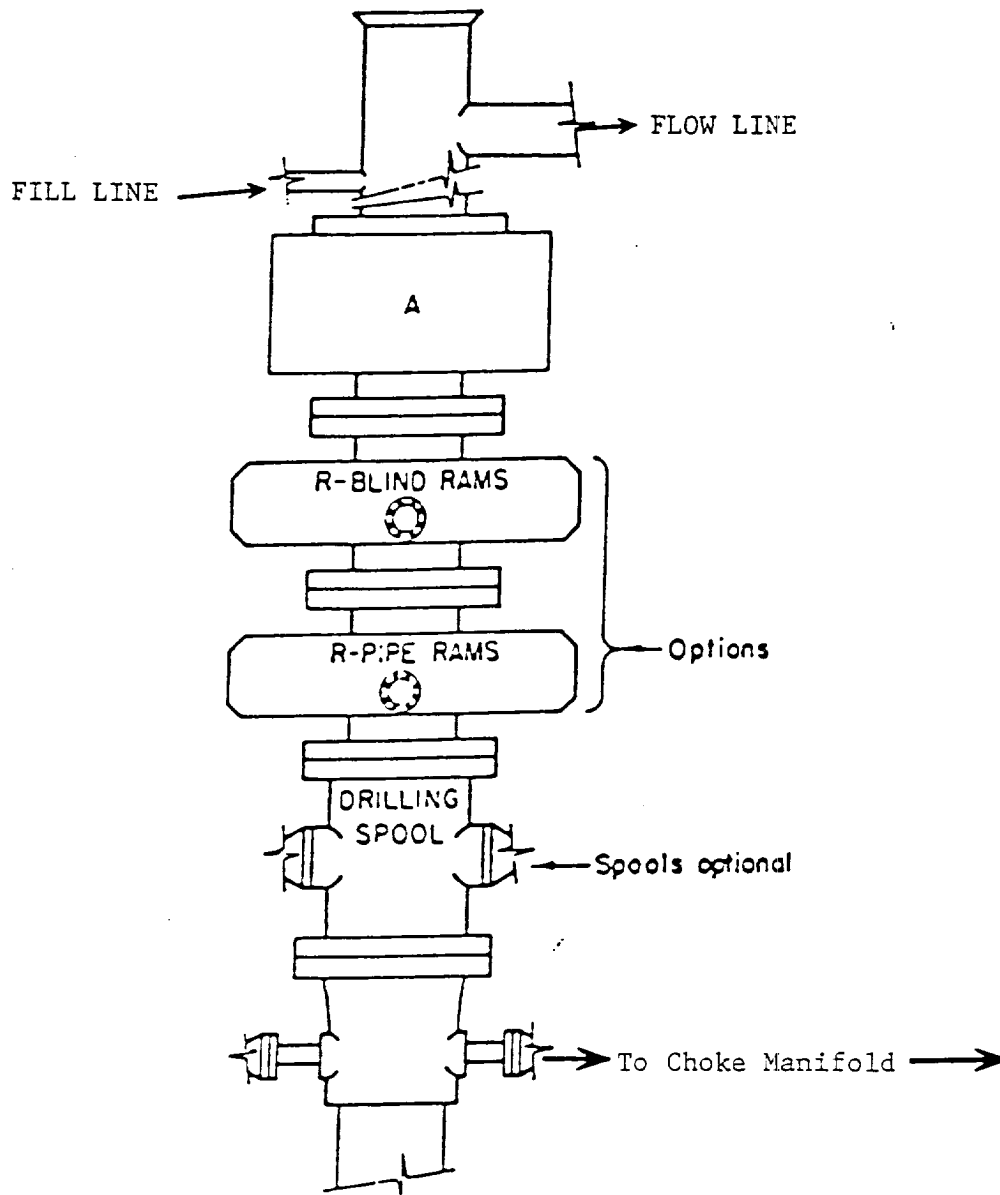 FLOW LINE
FILL LINE
A
R-BLIND RAMS
R-PIPE RAMS
Options
DRILLING
SPOOL
Spools optional
To Choke Manifold